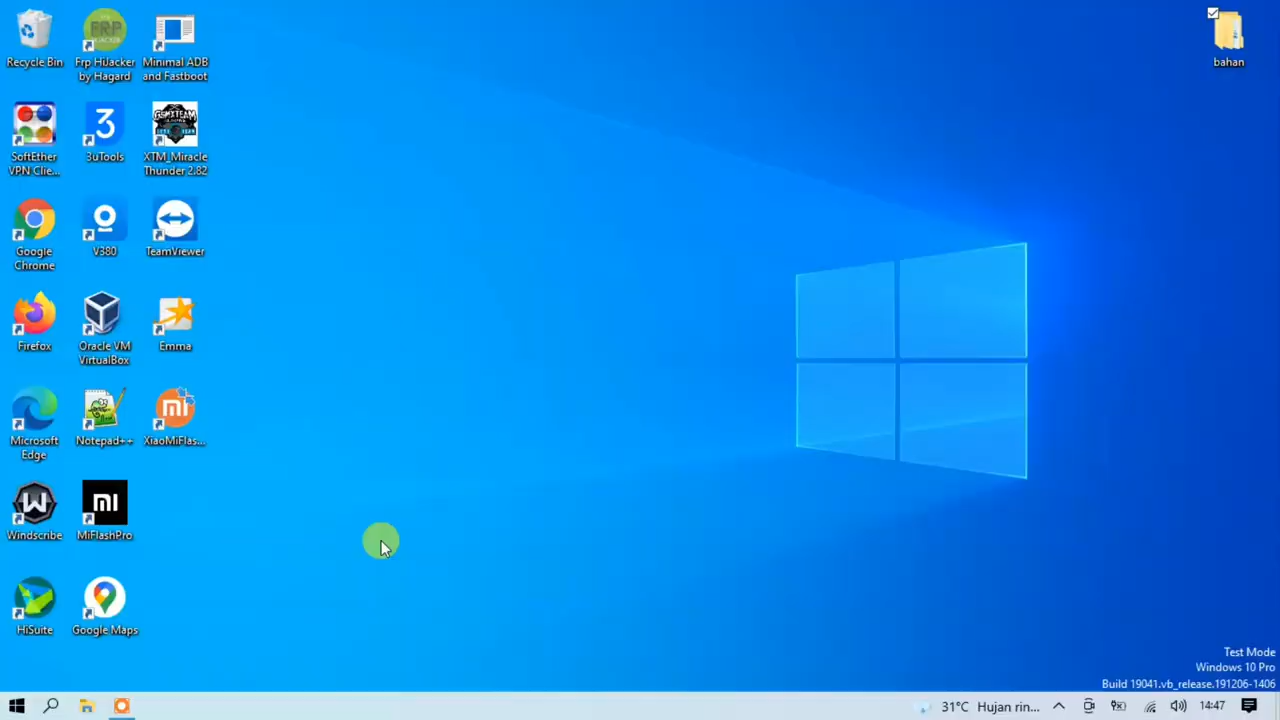 Recycle Bin
Frp HiJacker
by Hagard
Minimal ADB
and Fastboot
bahan
SoftEther
VPN Clie...
3
3uTools
XTM_Miracle
Thunder 2.82
Google
Chrome
V380
TeamViewer
Firefox
Oracle VM
VirtualBox
Emma
Microsoft
Edge
Notepad++
XiaoMiFlas...
Windscribe
MiFlashPro
HiSuite
Google Maps
Test Mode
Windows 10 Pro
Build 19041.vb_release.191206-1406
31°C Hujan rin...
14:47